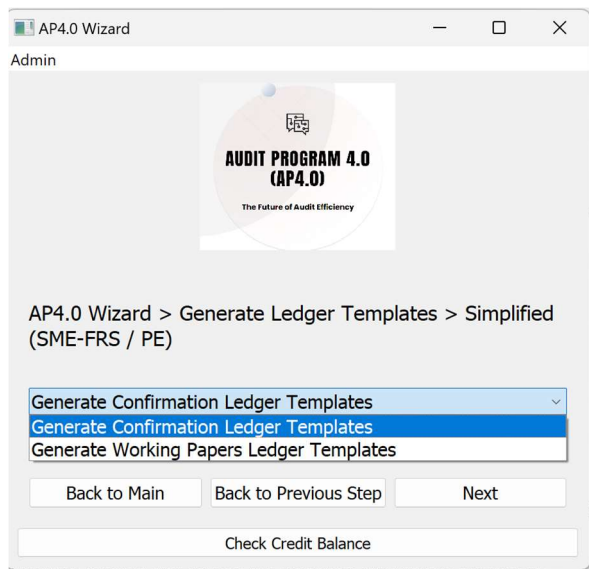 AP4.0 Wizard
Admin
AUDIT PROGRAM 4.0
(AP4.0)
The Future of Audit Efficiency
AP4.0 Wizard > Generate Ledger Templates > Simplified
(SME-FRS / PE)
Generate Confirmation Ledger Templates
Generate Confirmation Ledger Templates
Generate Working Papers Ledger Templates
Back to Main Back to Previous Step Next
Check Credit Balance